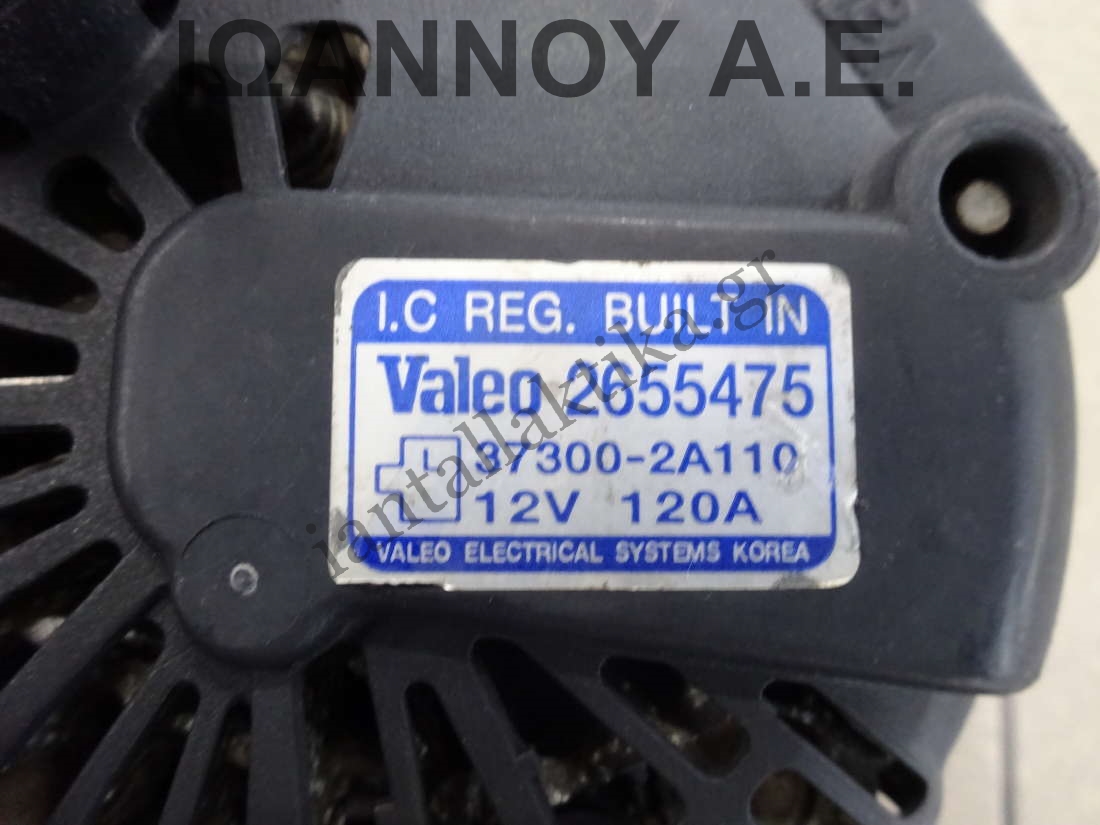 ΙΩΑΝΝΟΥ Α.Ε.
I.C REG. BUILT IN
Valeo 2655475
37300-2A110
12V 120A
VALEO ELECTRICAL SYSTEMS KOREA
iantallaktika.gr